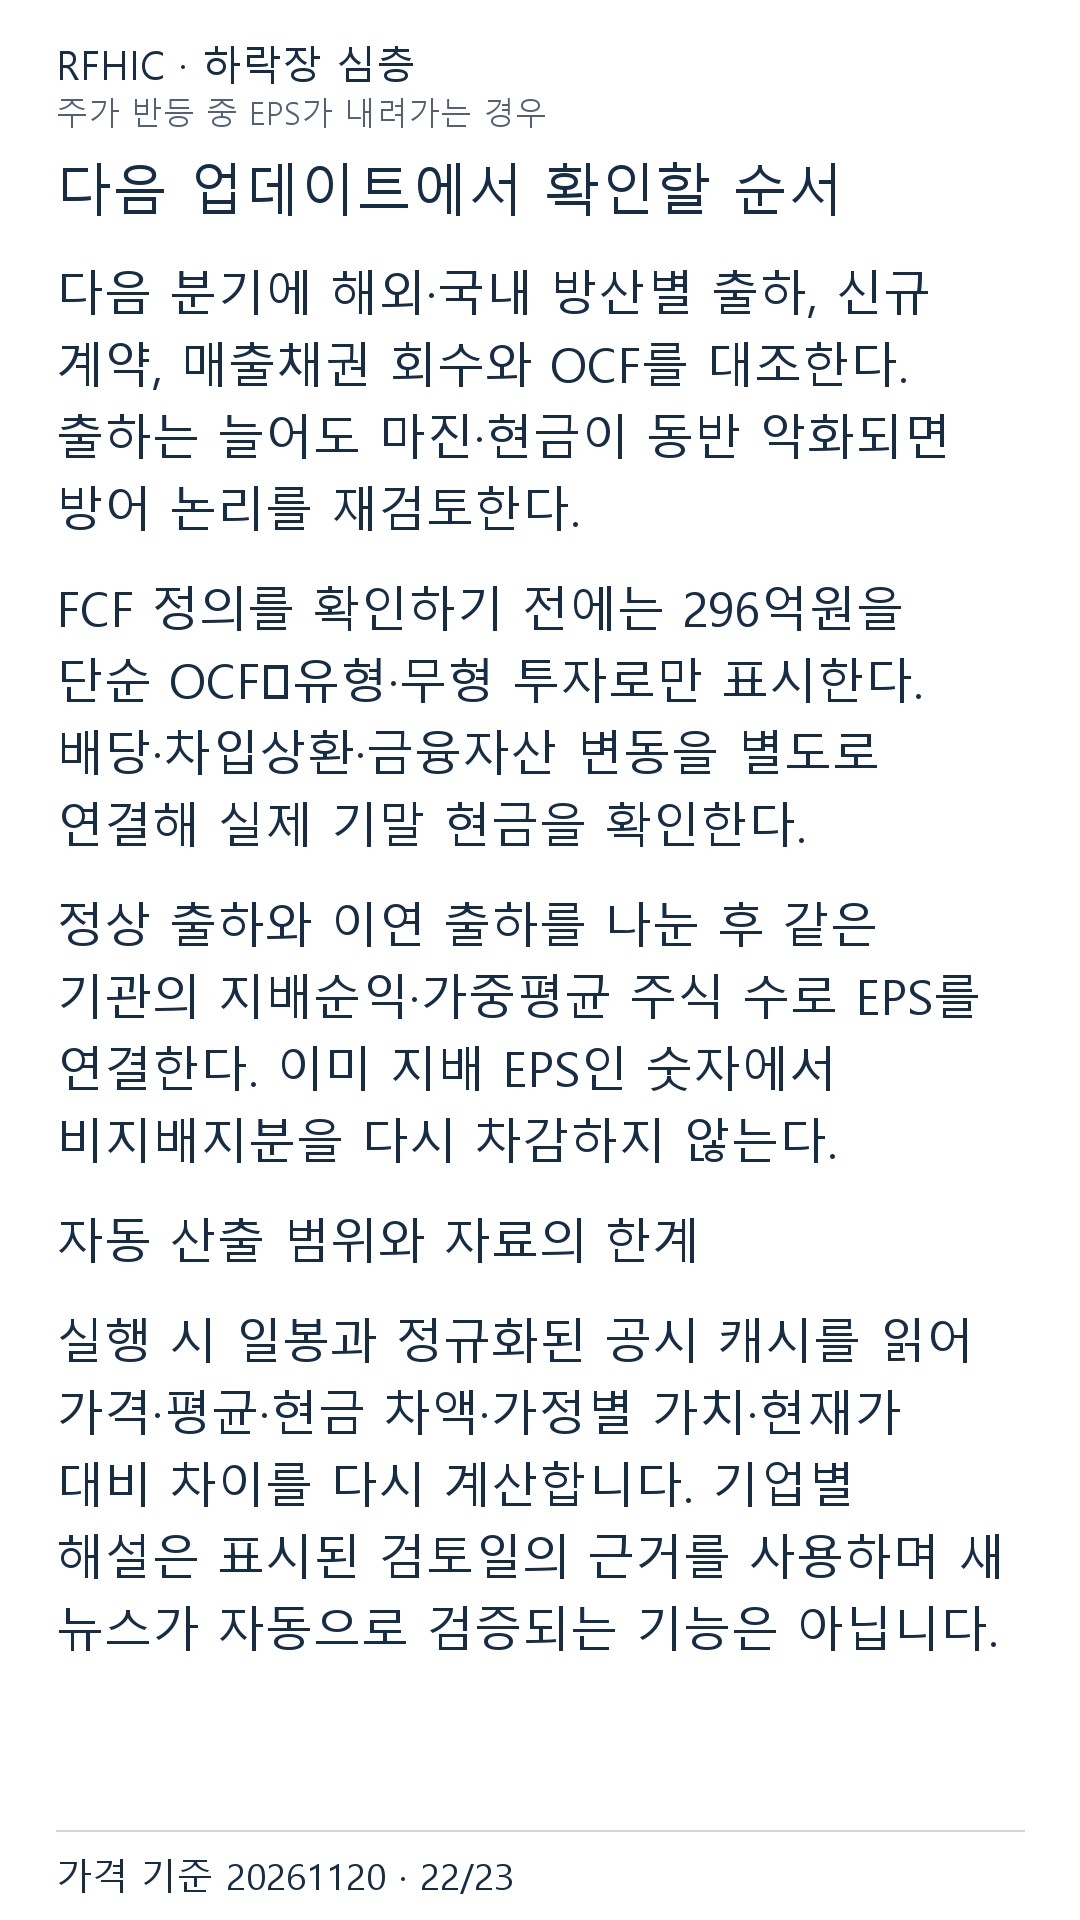 RFHIC · 하락장 심층
주가 반등 중 EPS가 내려가는 경우
다음 업데이트에서 확인할 순서
다음 분기에 해외·국내 방산별 출하, 신규
계약, 매출채권 회수와 OCF를 대조한다.
출하는 늘어도 마진·현금이 동반 악화되면
방어 논리를 재검토한다.
FCF 정의를 확인하기 전에는 296억원을
단순 OCF□유형·무형 투자로만 표시한다.
배당·차입상환·금융자산 변동을 별도로
연결해 실제 기말 현금을 확인한다.
정상 출하와 이연 출하를 나눈 후 같은
기관의 지배순익·가중평균 주식 수로 EPS를
연결한다. 이미 지배 EPS인 숫자에서
비지배지분을 다시 차감하지 않는다.
자동 산출 범위와 자료의 한계
실행 시 일봉과 정규화된 공시 캐시를 읽어
가격·평균·현금 차액·가정별 가치·현재가
대비 차이를 다시 계산합니다. 기업별
해설은 표시된 검토일의 근거를 사용하며 새
뉴스가 자동으로 검증되는 기능은 아닙니다.
가격 기준 20261120 · 22/23